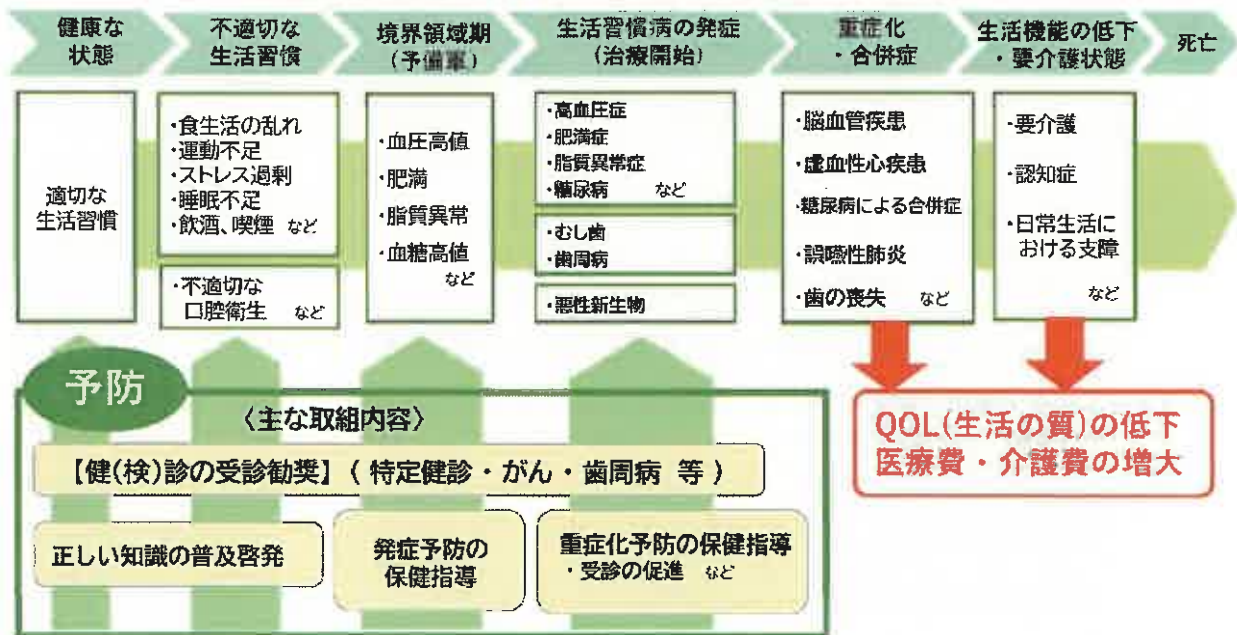 健康な
状態
不適切な
生活習慣
境界領域期
(予備軍)
生活習慣病の発症
(治療開始)
重症化
・合併症
生活機能の低下
・要介護状態
死亡
適切な
生活習慣
・食生活の乱れ
・運動不足
・ストレス過剰
・睡眠不足
・飲酒、喫煙 など
・不適切な
口腔衛生 など
・血圧高値
・肥満
・脂質異常
・血糖高値
など
・高血圧症
・肥満症
・脂質異常症
・糖尿病 など
・むし歯
・歯周病
・悪性新生物
・脳血管疾患
・虚血性心疾患
・糖尿病による合併症
・誤嚥性肺炎
・歯の喪失 など
・要介護
・認知症
・日常生活に
おける支障
など
予防
〈主な取組内容〉
【健(検)診の受診勧奨】(特定健診・がん・歯周病 等)
正しい知識の普及啓発
発症予防の
保健指導
重症化予防の保健指導
・受診の促進 など
QOL(生活の質)の低下
医療費・介護費の増大